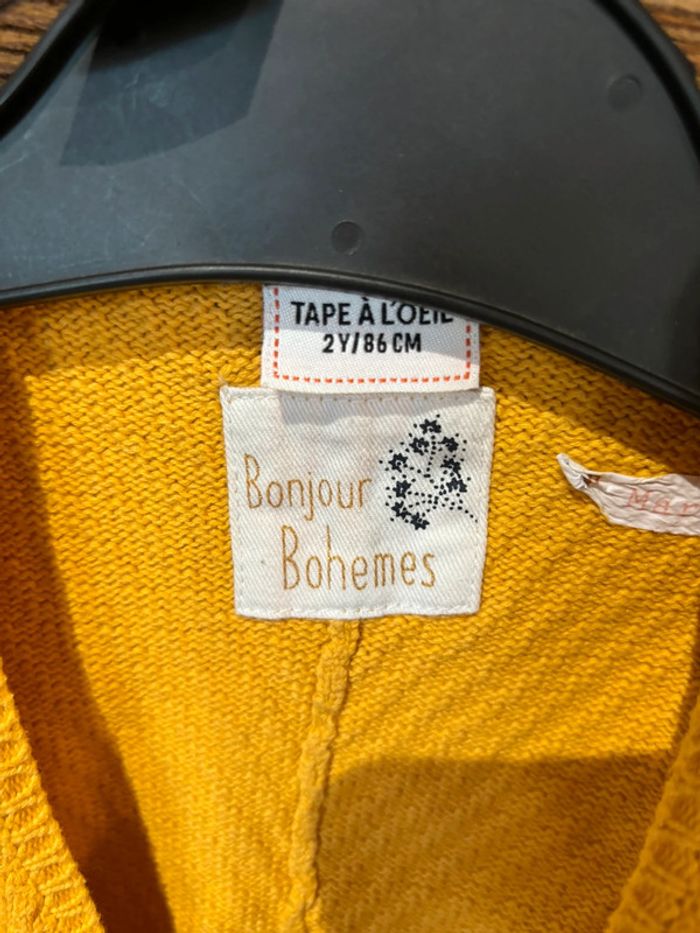 TAPE À L'OEIL
2Y/86 CM
Bonjour
Bohemes